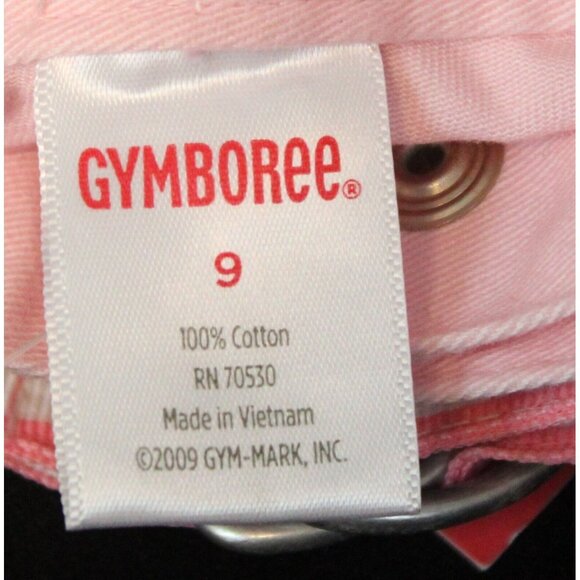 GYMBOREE®
9
100% Cotton
RN 70530
Made in Vietnam
©2009 GYM-MARK, INC.